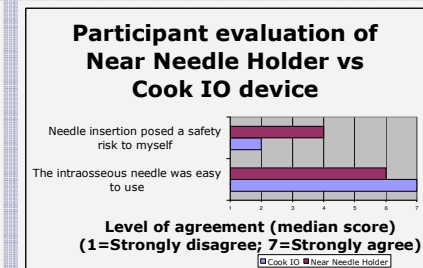 Participant evaluation of
Near Needle Holder vs
Cook IO device
Needle insertion posed a safety
risk to myself
The intraosseous needle was easy
to use
1 2 3 4 5 6 7
Level of agreement (median score)
(1=Strongly disagree; 7=Strongly agree)
Cook IO Near Needle Holder